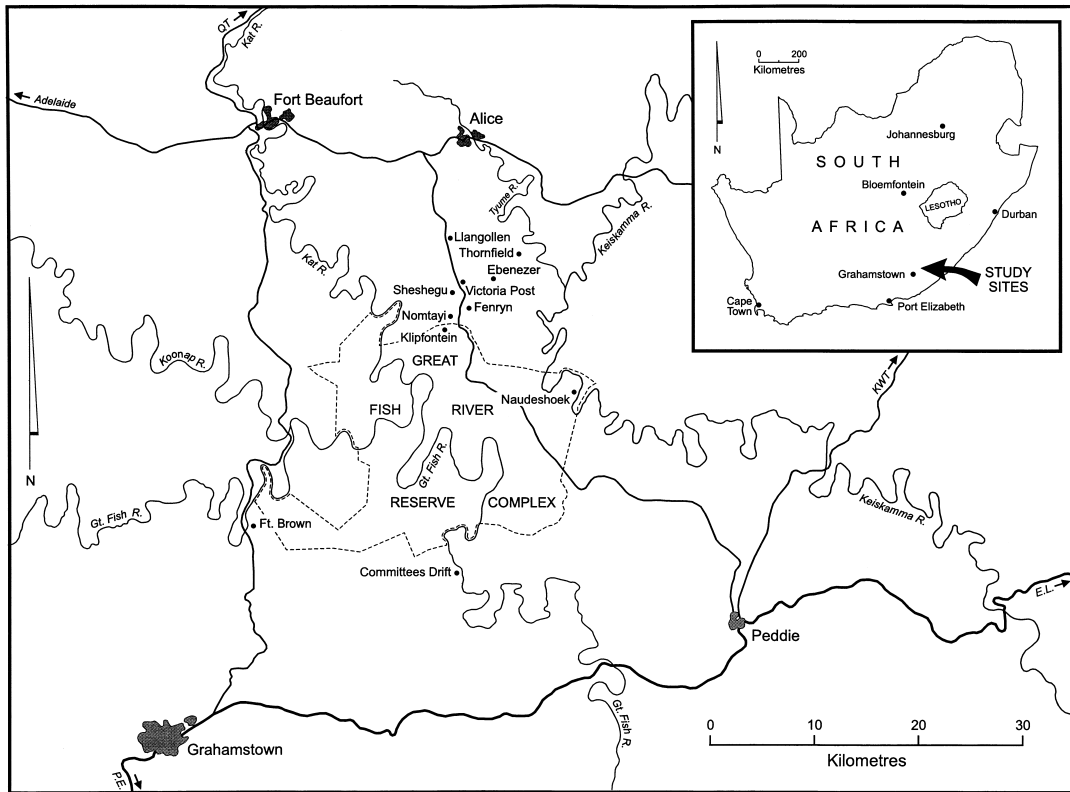 QT
Kat R.
Adelaide
Fort Beaufort
Alice
Tyume R.
Keiskamma R.
Kat R.
Llangollen
Thornfield
Ebenezer
Sheshegu
Victoria Post
Fenryn
Nomtayi
Klipfontein
GREAT
Koonap R.
Naudeshoek
KWT
FISH
RIVER
Gt. Fish R.
N
RESERVE
COMPLEX
Gt. Fish R.
Ft. Brown
Keiskamma R.
Committees Drift
E.L.
Peddie
Gt. Fish R.
Grahamstown
P.E.
0 10 20 30
Kilometres
0 200
Kilometres
N
Johannesburg
SOUTH
Bloemfontein
LESOTHO
Durban
AFRICA
Grahamstown
STUDY
SITES
Cape
Town
Port Elizabeth